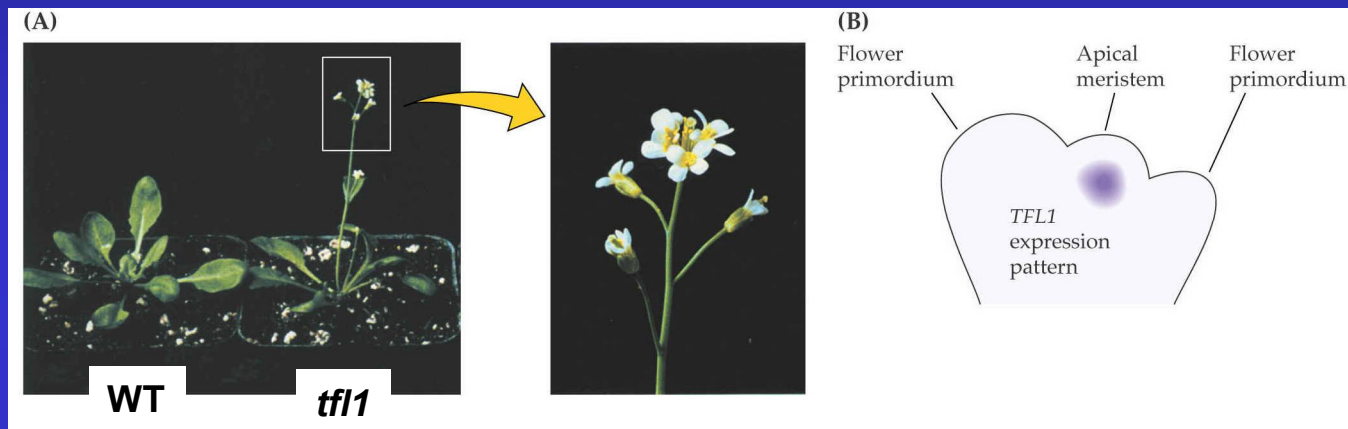 (A)
WT
tfl1
(B)
Flower
primordium
Apical
meristem
Flower
primordium
TFL1
expression
pattern